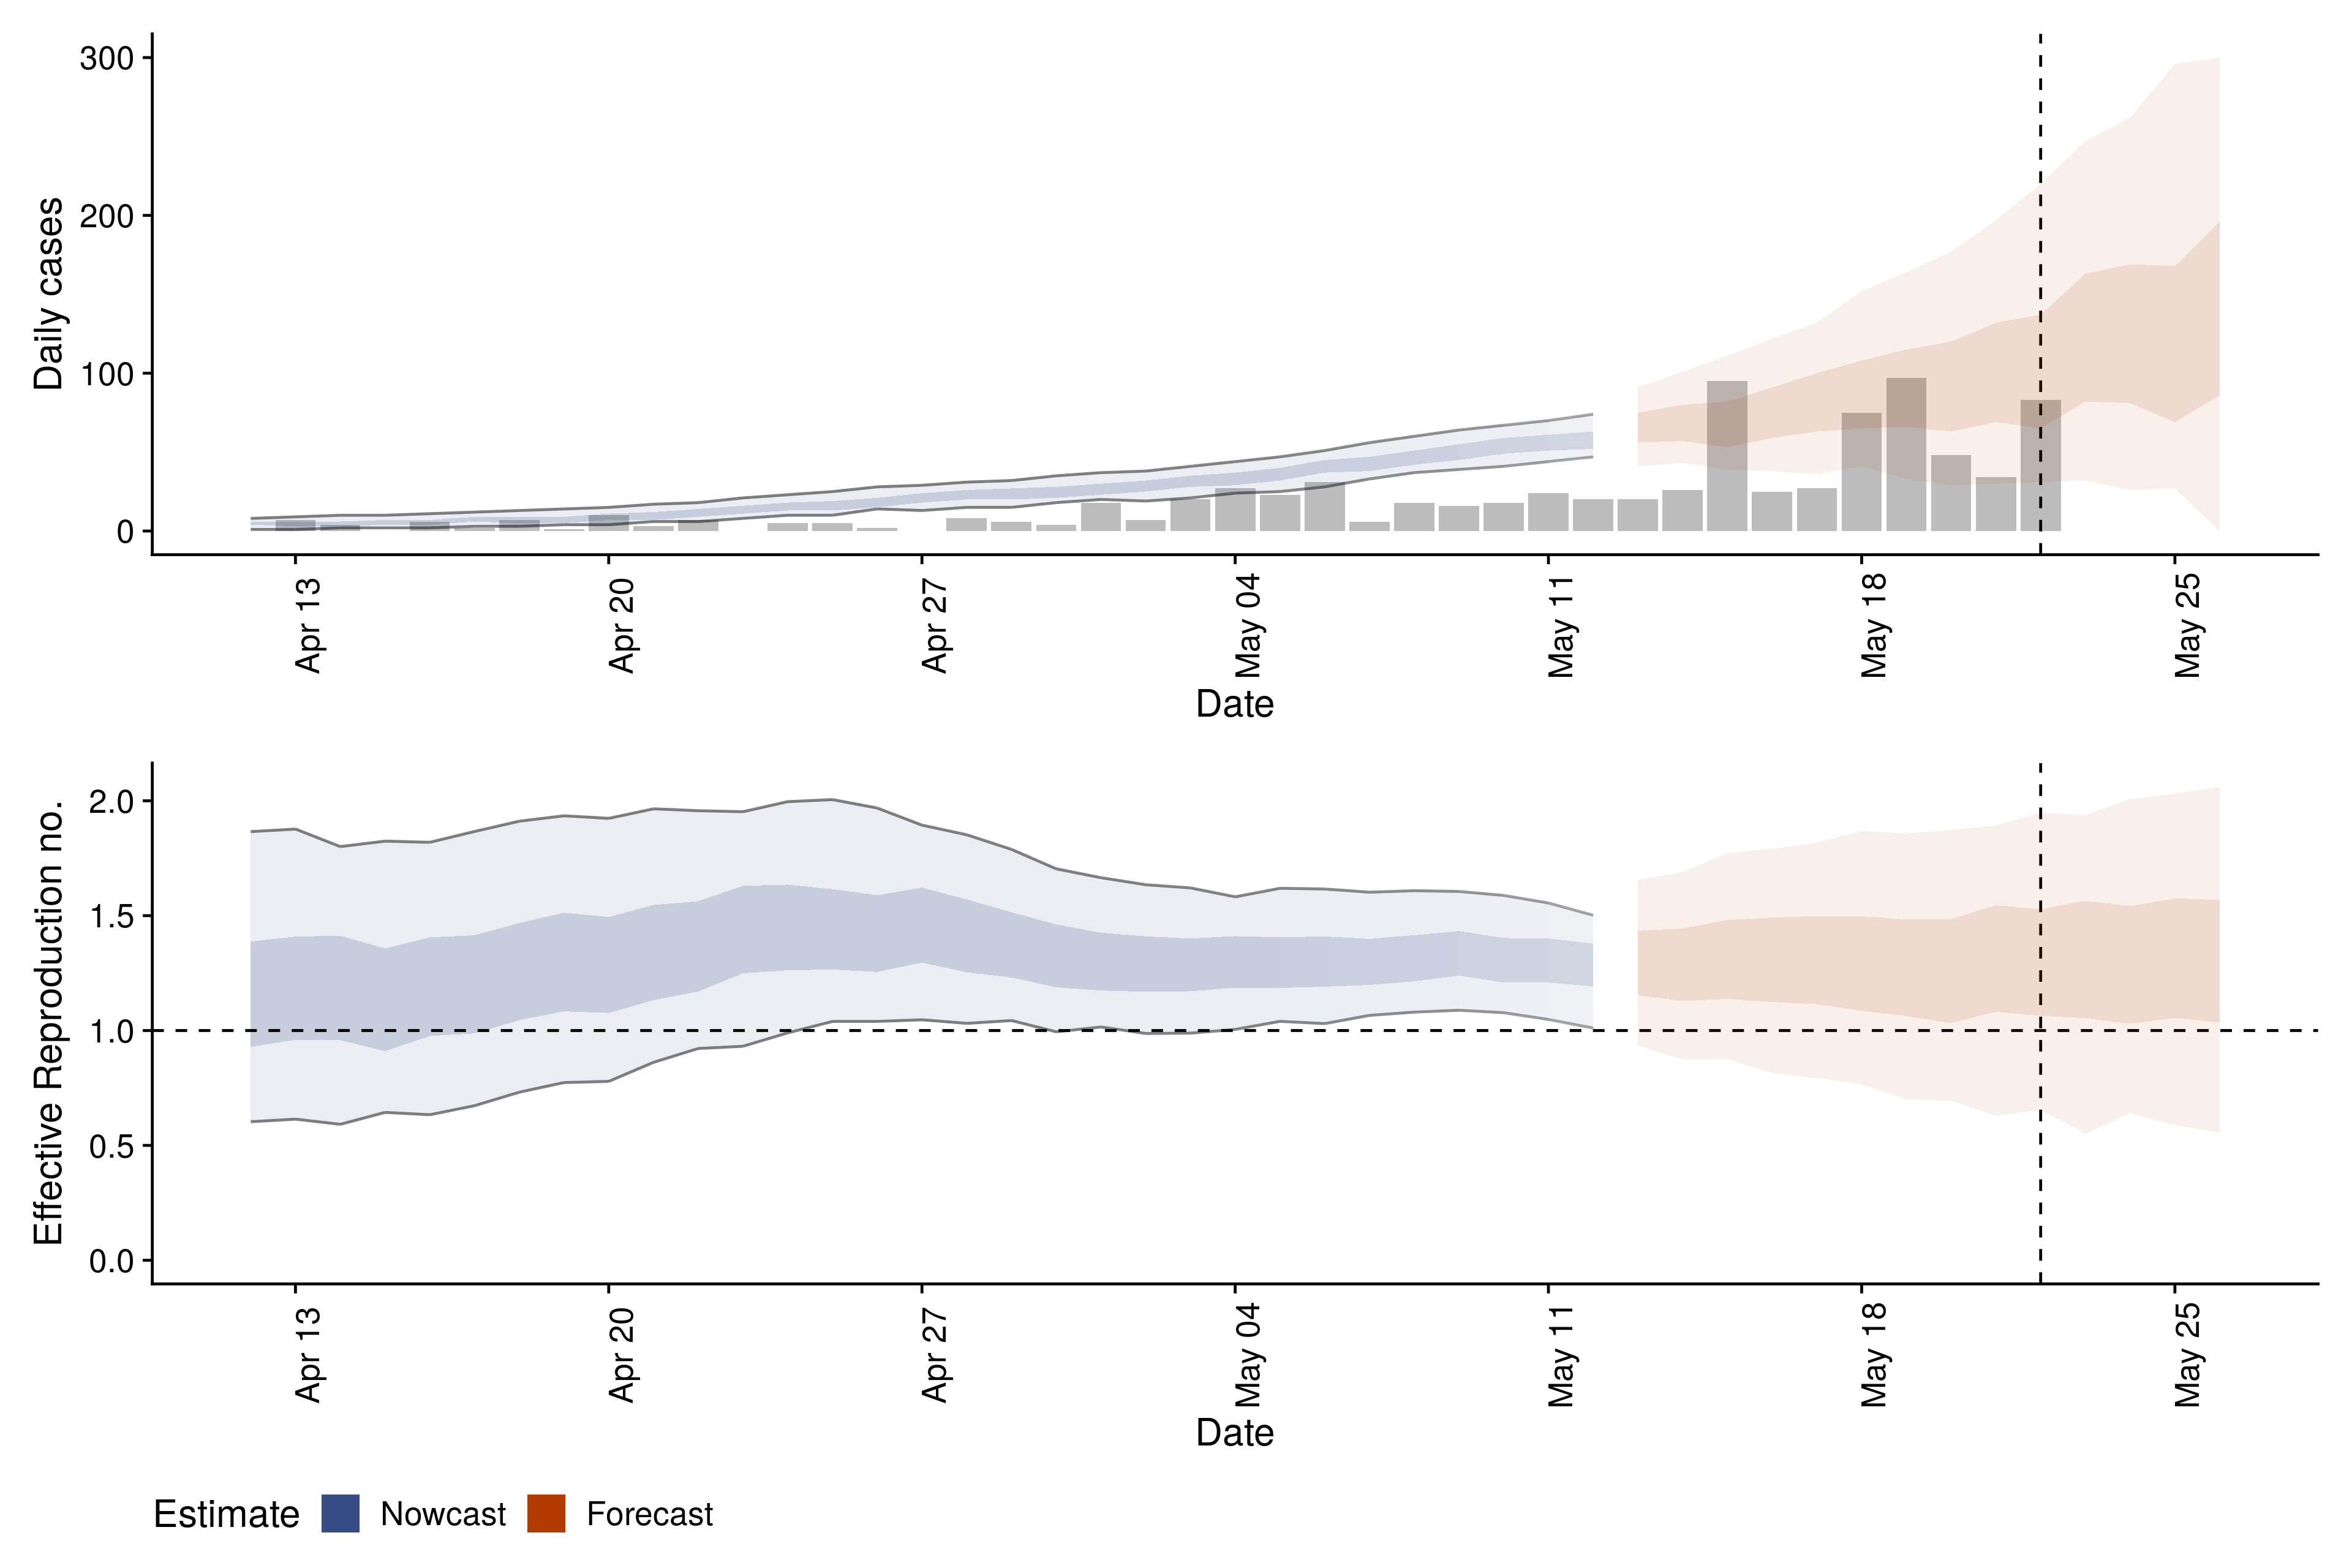 300
200
100
0
Daily cases
Apr 13
Apr 20
Apr 27
May 04
May 11
May 18
May 25
Date
2.0
1.5
1.0
0.5
0.0
Effective Reproduction no.
Apr 13
Apr 20
Apr 27
May 04
May 11
May 18
May 25
Date
Estimate Nowcast Forecast